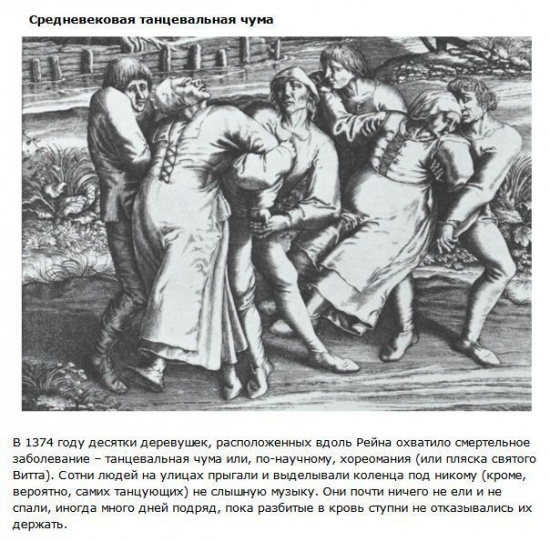 Средневековая танцевальная чума
В 1374 году десятки деревушек, расположенных вдоль Рейна охватило смертельное
заболевание – танцевальная чума или, по-научному, хореомания (или пляска святого
Витта). Сотни людей на улицах прыгали и выделывали коленца под никому (кроме,
вероятно, самих танцующих) не слышную музыку. Они почти ничего не ели и не
спали, иногда много дней подряд, пока разбитые в кровь ступни не отказывались их
держать.